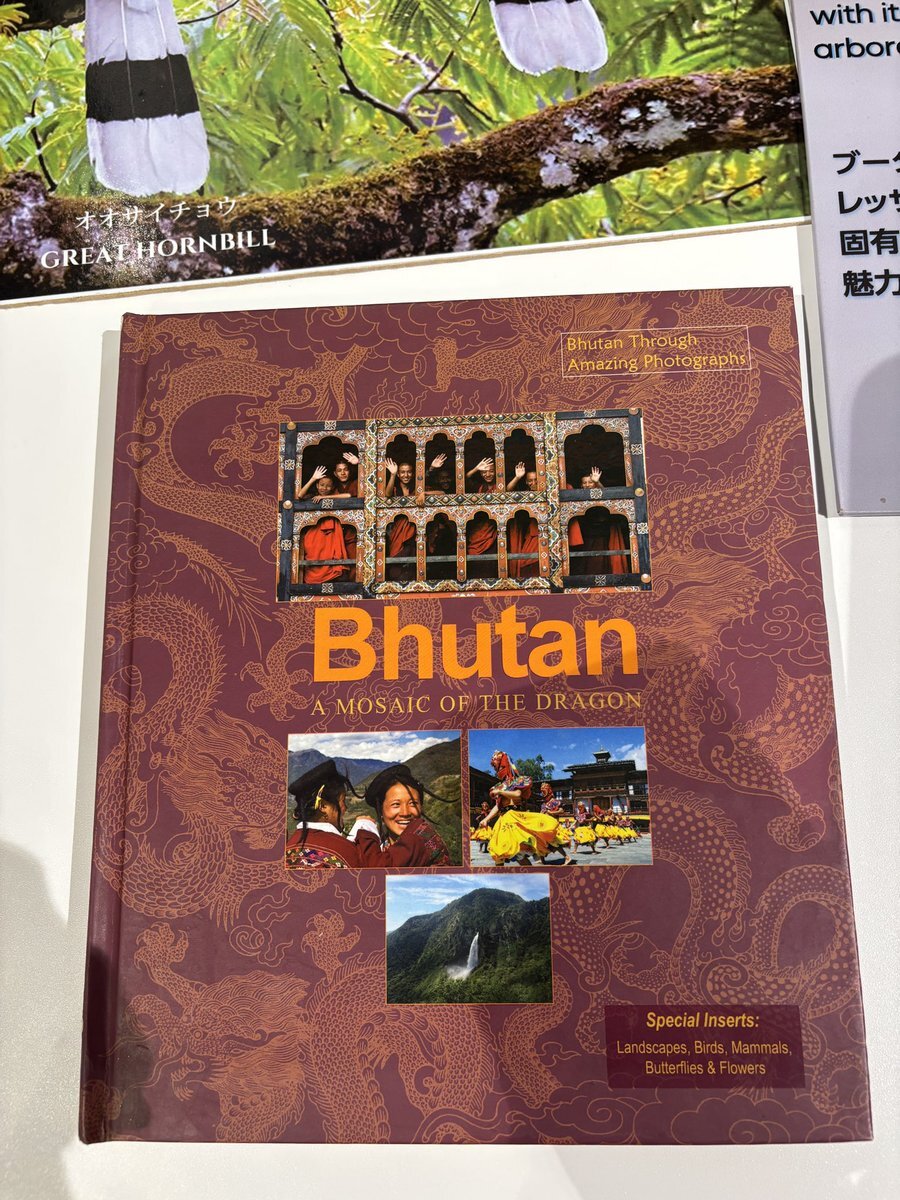 with it
arbore
ブータ
レッサ
固有
魅力
オオサイチョウ
GREAT HORNBILL
Bhutan Through
Amazing Photographs
Bhutan
A MOSAIC OF THE DRAGON
Special Inserts:
Landscapes, Birds, Mammals,
Butterflies & Flowers